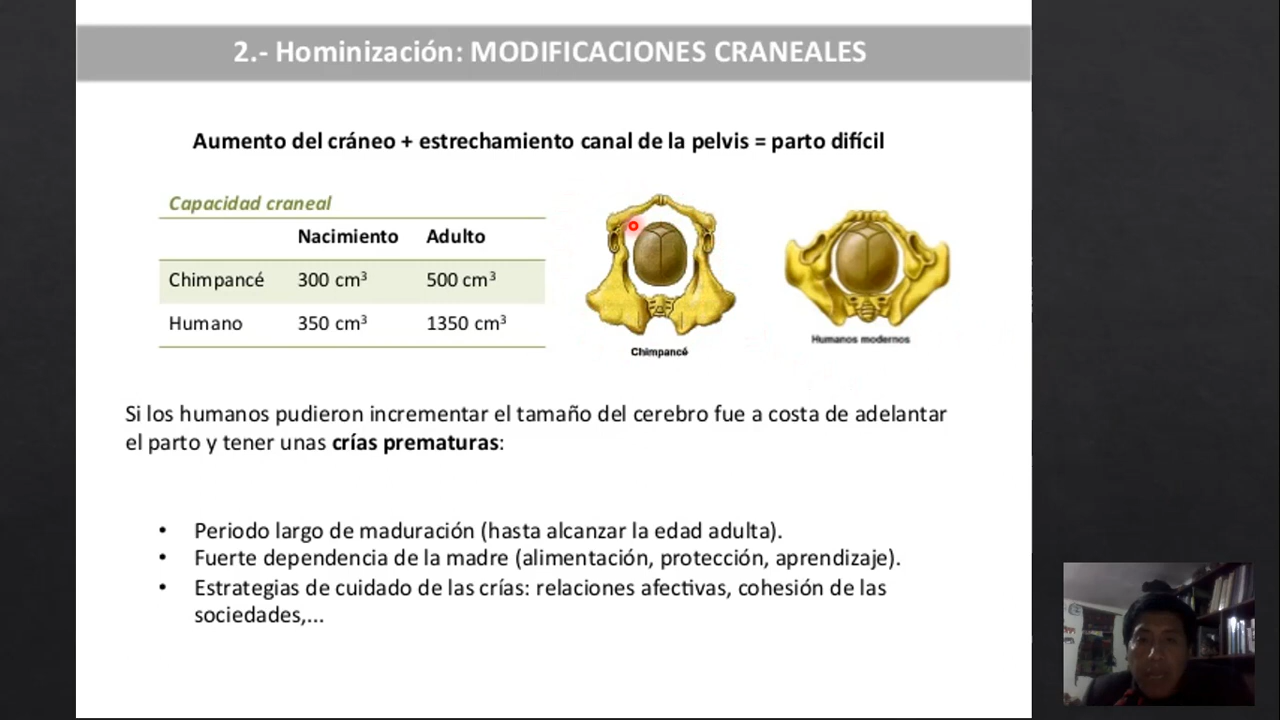 2.- Hominización: MODIFICACIONES CRANEALES
Aumento del cráneo + estrechamiento canal de la pelvis = parto difícil
Capacidad craneal
Nacimiento Adulto
Chimpancé 300 cm³ 500 cm³
Humano 350 cm³ 1350 cm³
Chimpancé
Humanos modernos
Si los humanos pudieron incrementar el tamaño del cerebro fue a costa de adelantar
el parto y tener unas crías prematuras:
• Periodo largo de maduración (hasta alcanzar la edad adulta).
• Fuerte dependencia de la madre (alimentación, protección, aprendizaje).
• Estrategias de cuidado de las crías: relaciones afectivas, cohesión de las
sociedades,...